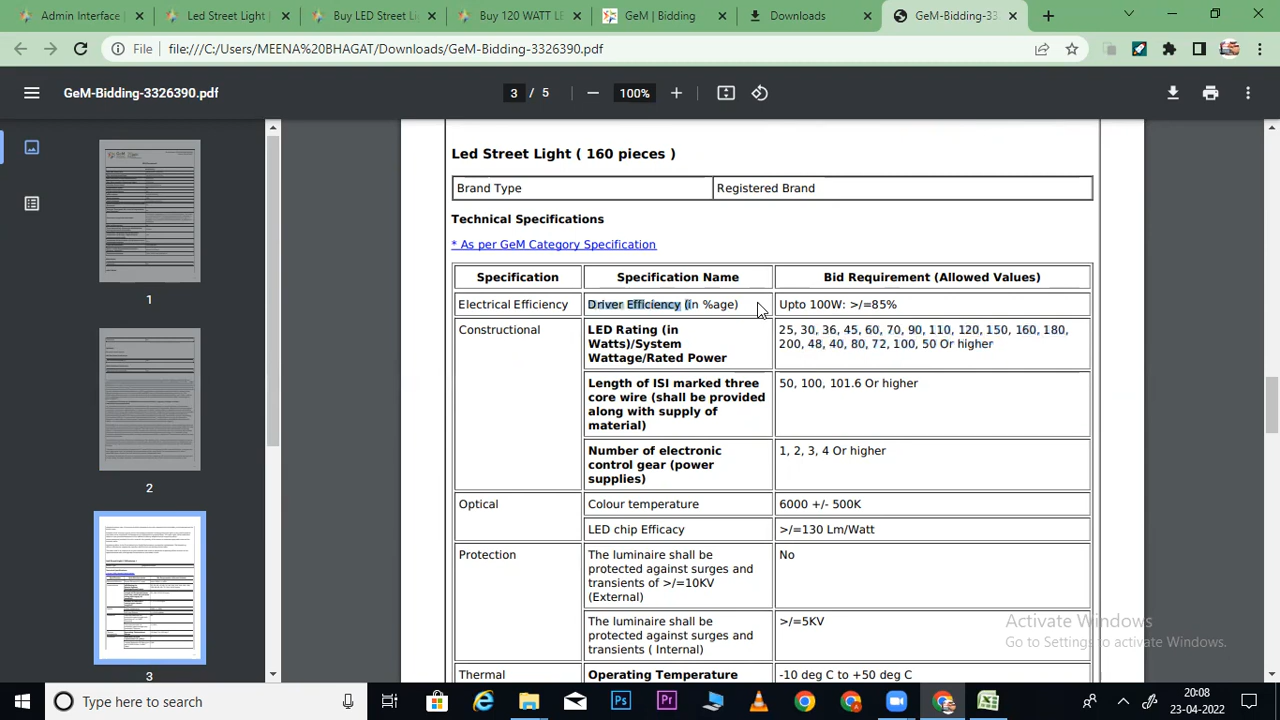 Admin Interface
Led Street Light
Buy LED Street Li
Buy 120 WATT LE
GeM | Bidding
Downloads
GeM-Bidding-33
File
file:///C:/Users/MEENA%20BHAGAT/Downloads/GeM-Bidding-3326390.pdf
GeM-Bidding-3326390.pdf
3 / 5
100%
1
2
3
Led Street Light ( 160 pieces )
Brand Type
Registered Brand
Technical Specifications
* As per GeM Category Specification
Specification
Specification Name
Bid Requirement (Allowed Values)
Electrical Efficiency
Driver Efficiency (in %age)
Upto 100W: >/=85%
Constructional
LED Rating (in
Watts)/System
Wattage/Rated Power
25, 30, 36, 45, 60, 70, 90, 110, 120, 150, 160, 180,
200, 48, 40, 80, 72, 100, 50 Or higher
Length of ISI marked three
core wire (shall be provided
along with supply of
material)
50, 100, 101.6 Or higher
Number of electronic
control gear (power
supplies)
1, 2, 3, 4 Or higher
Optical
Colour temperature
6000 +/- 500K
LED chip Efficacy
>/=130 Lm/Watt
Protection
The luminaire shall be
protected against surges and
transients of >/=10KV
(External)
No
The luminaire shall be
protected against surges and
transients ( Internal)
>/=5KV
Thermal
Operating Temperature
-10 deg C to +50 deg C
Activate Windows
Go to Settings to activate Windows.
Type here to search
Ps
Pr
20:08
23-04-2022